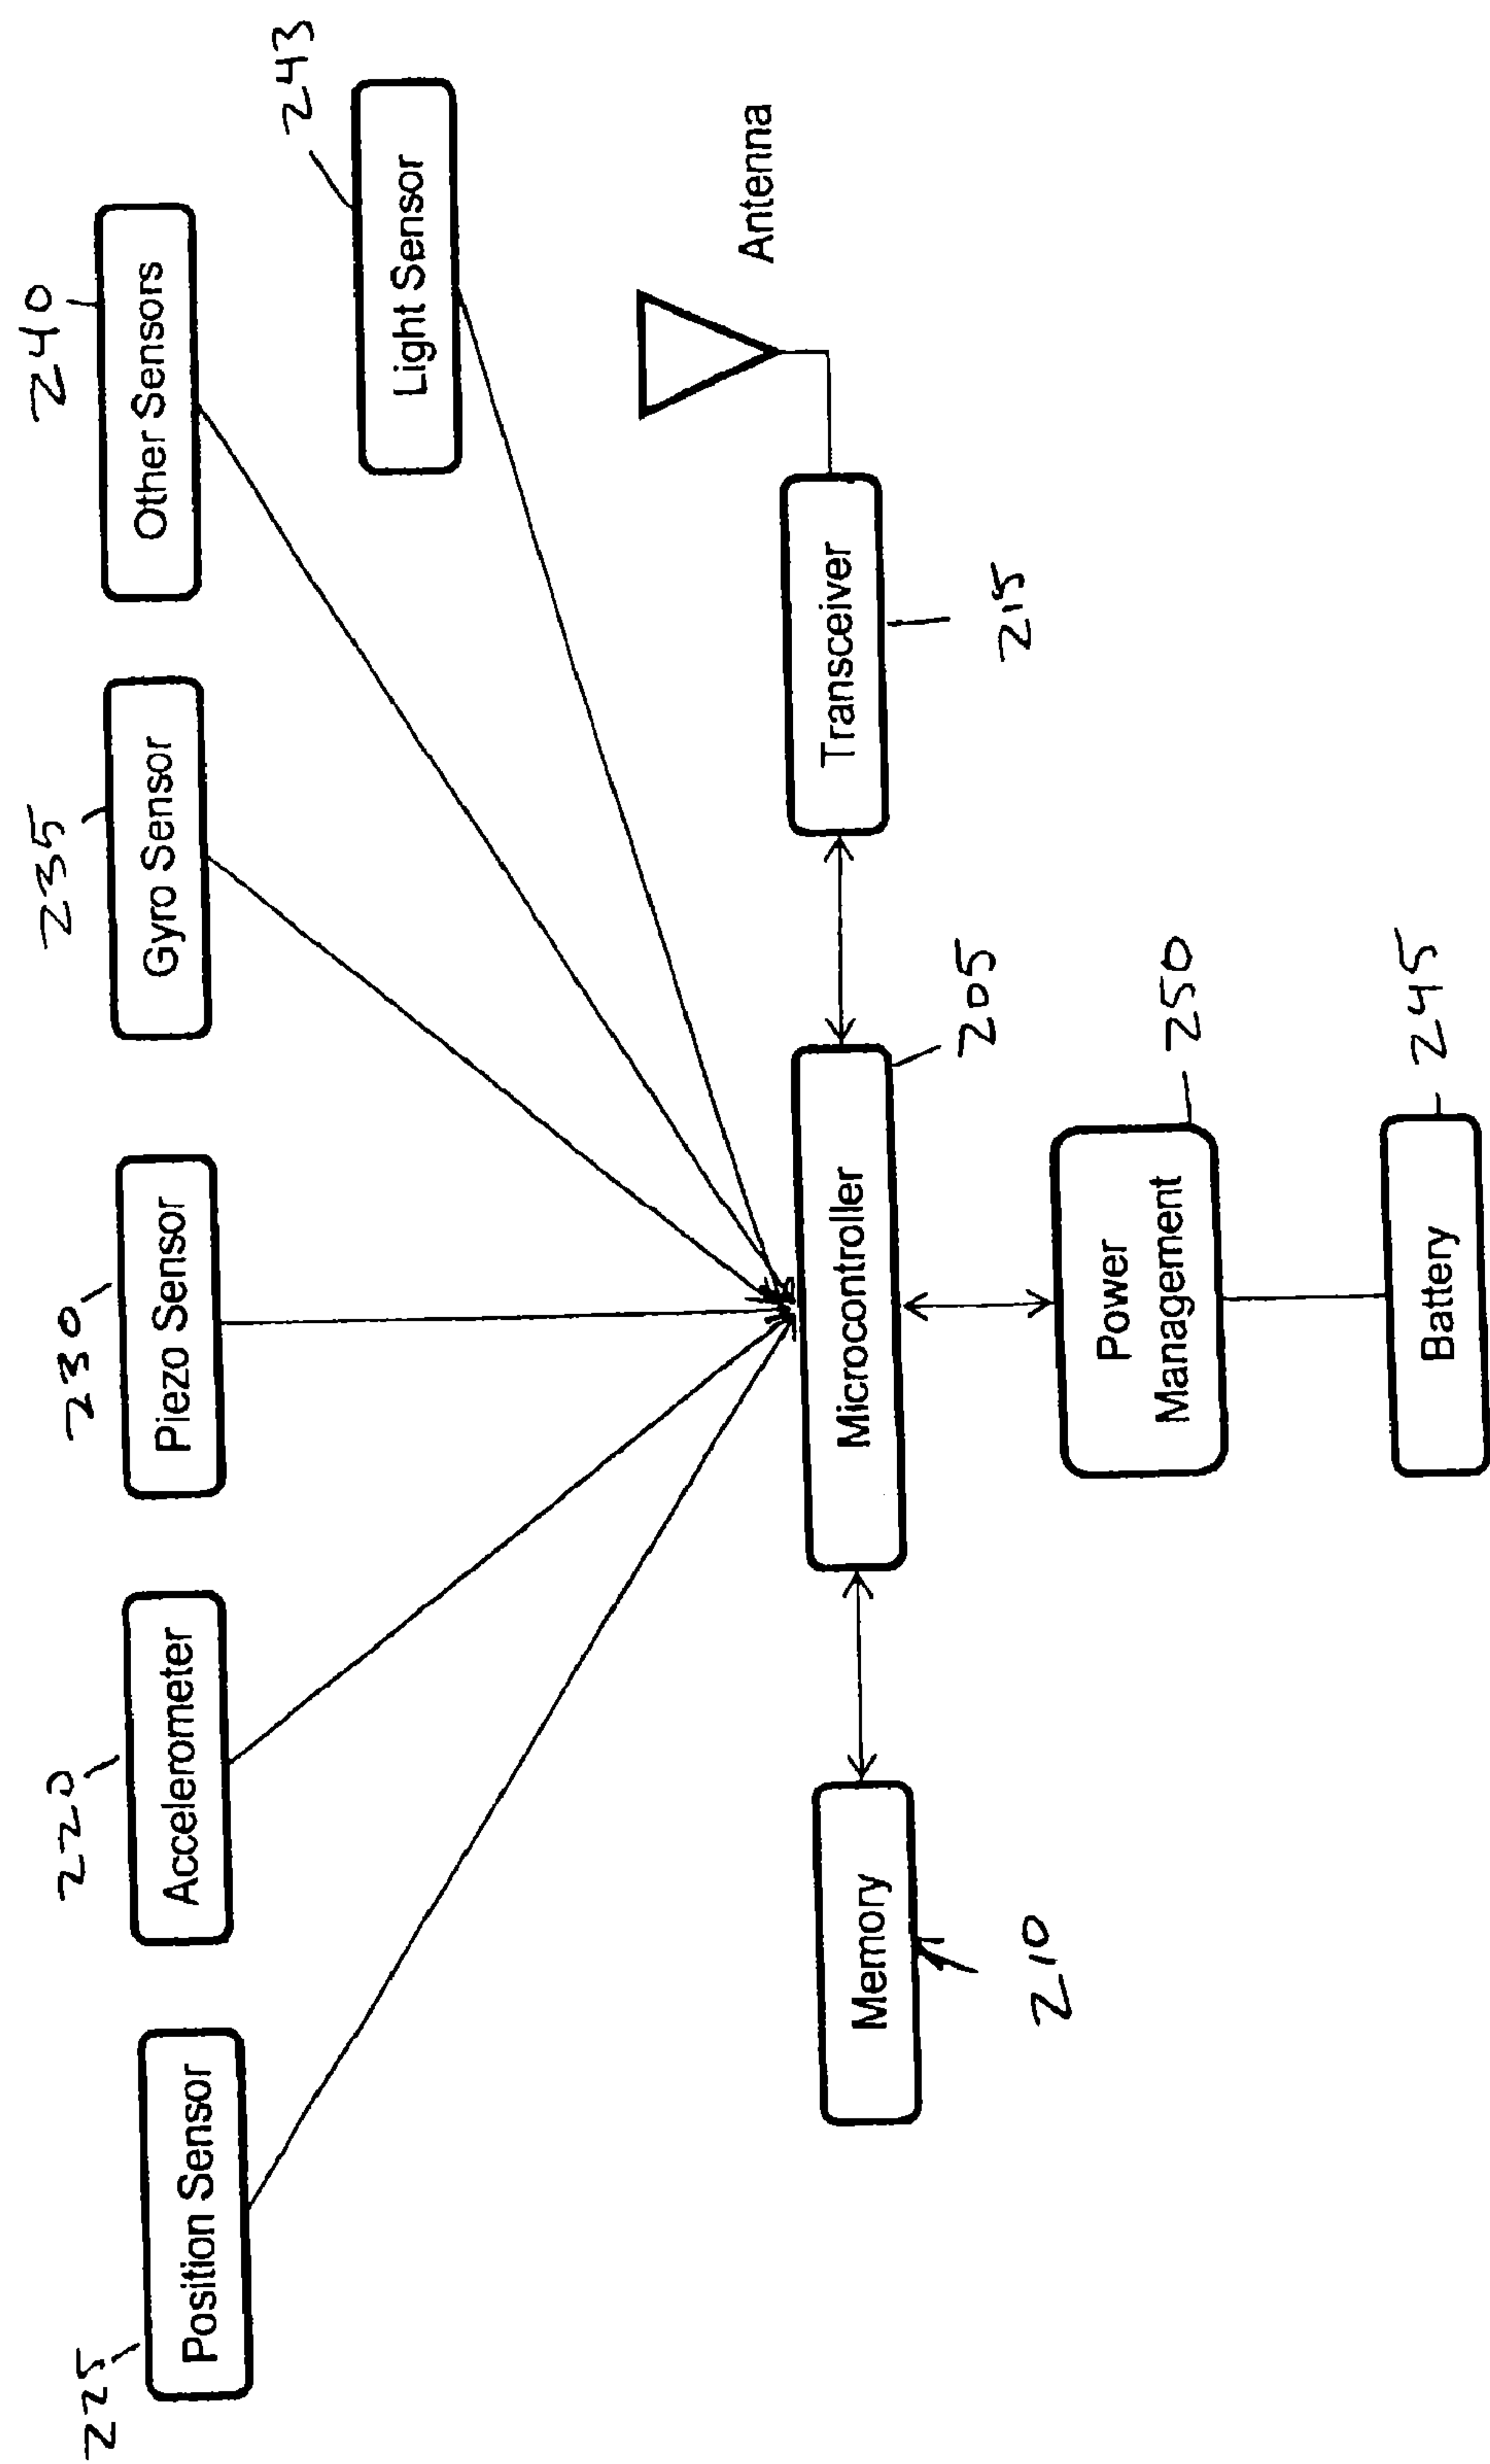 225
220
230
235
240
Position Sensor
Accelerometer
Piezo Sensor
Gyro Sensor
Other Sensors
243
Light Sensor
Antenna
Memory
Microcontroller
Transceiver
210
205
215
Power
Management
250
Battery
245